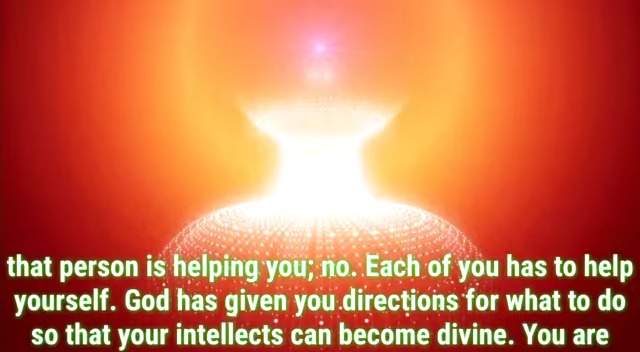 that person is helping you; no. Each of you has to help
yourself. God has given you directions for what to do
so that your intellects can become divine. You are